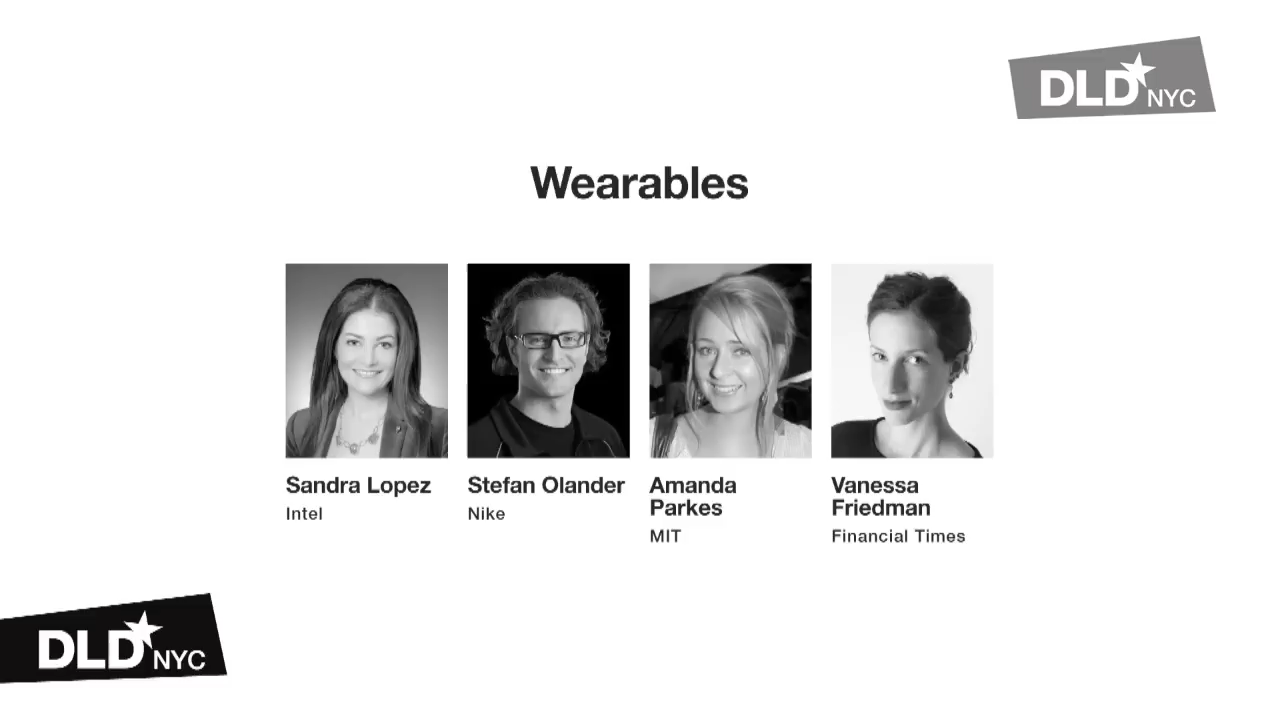 DLD NYC
Wearables
Sandra Lopez
Intel
Stefan Olander
Nike
Amanda
Parkes
MIT
Vanessa
Friedman
Financial Times
DLD NYC